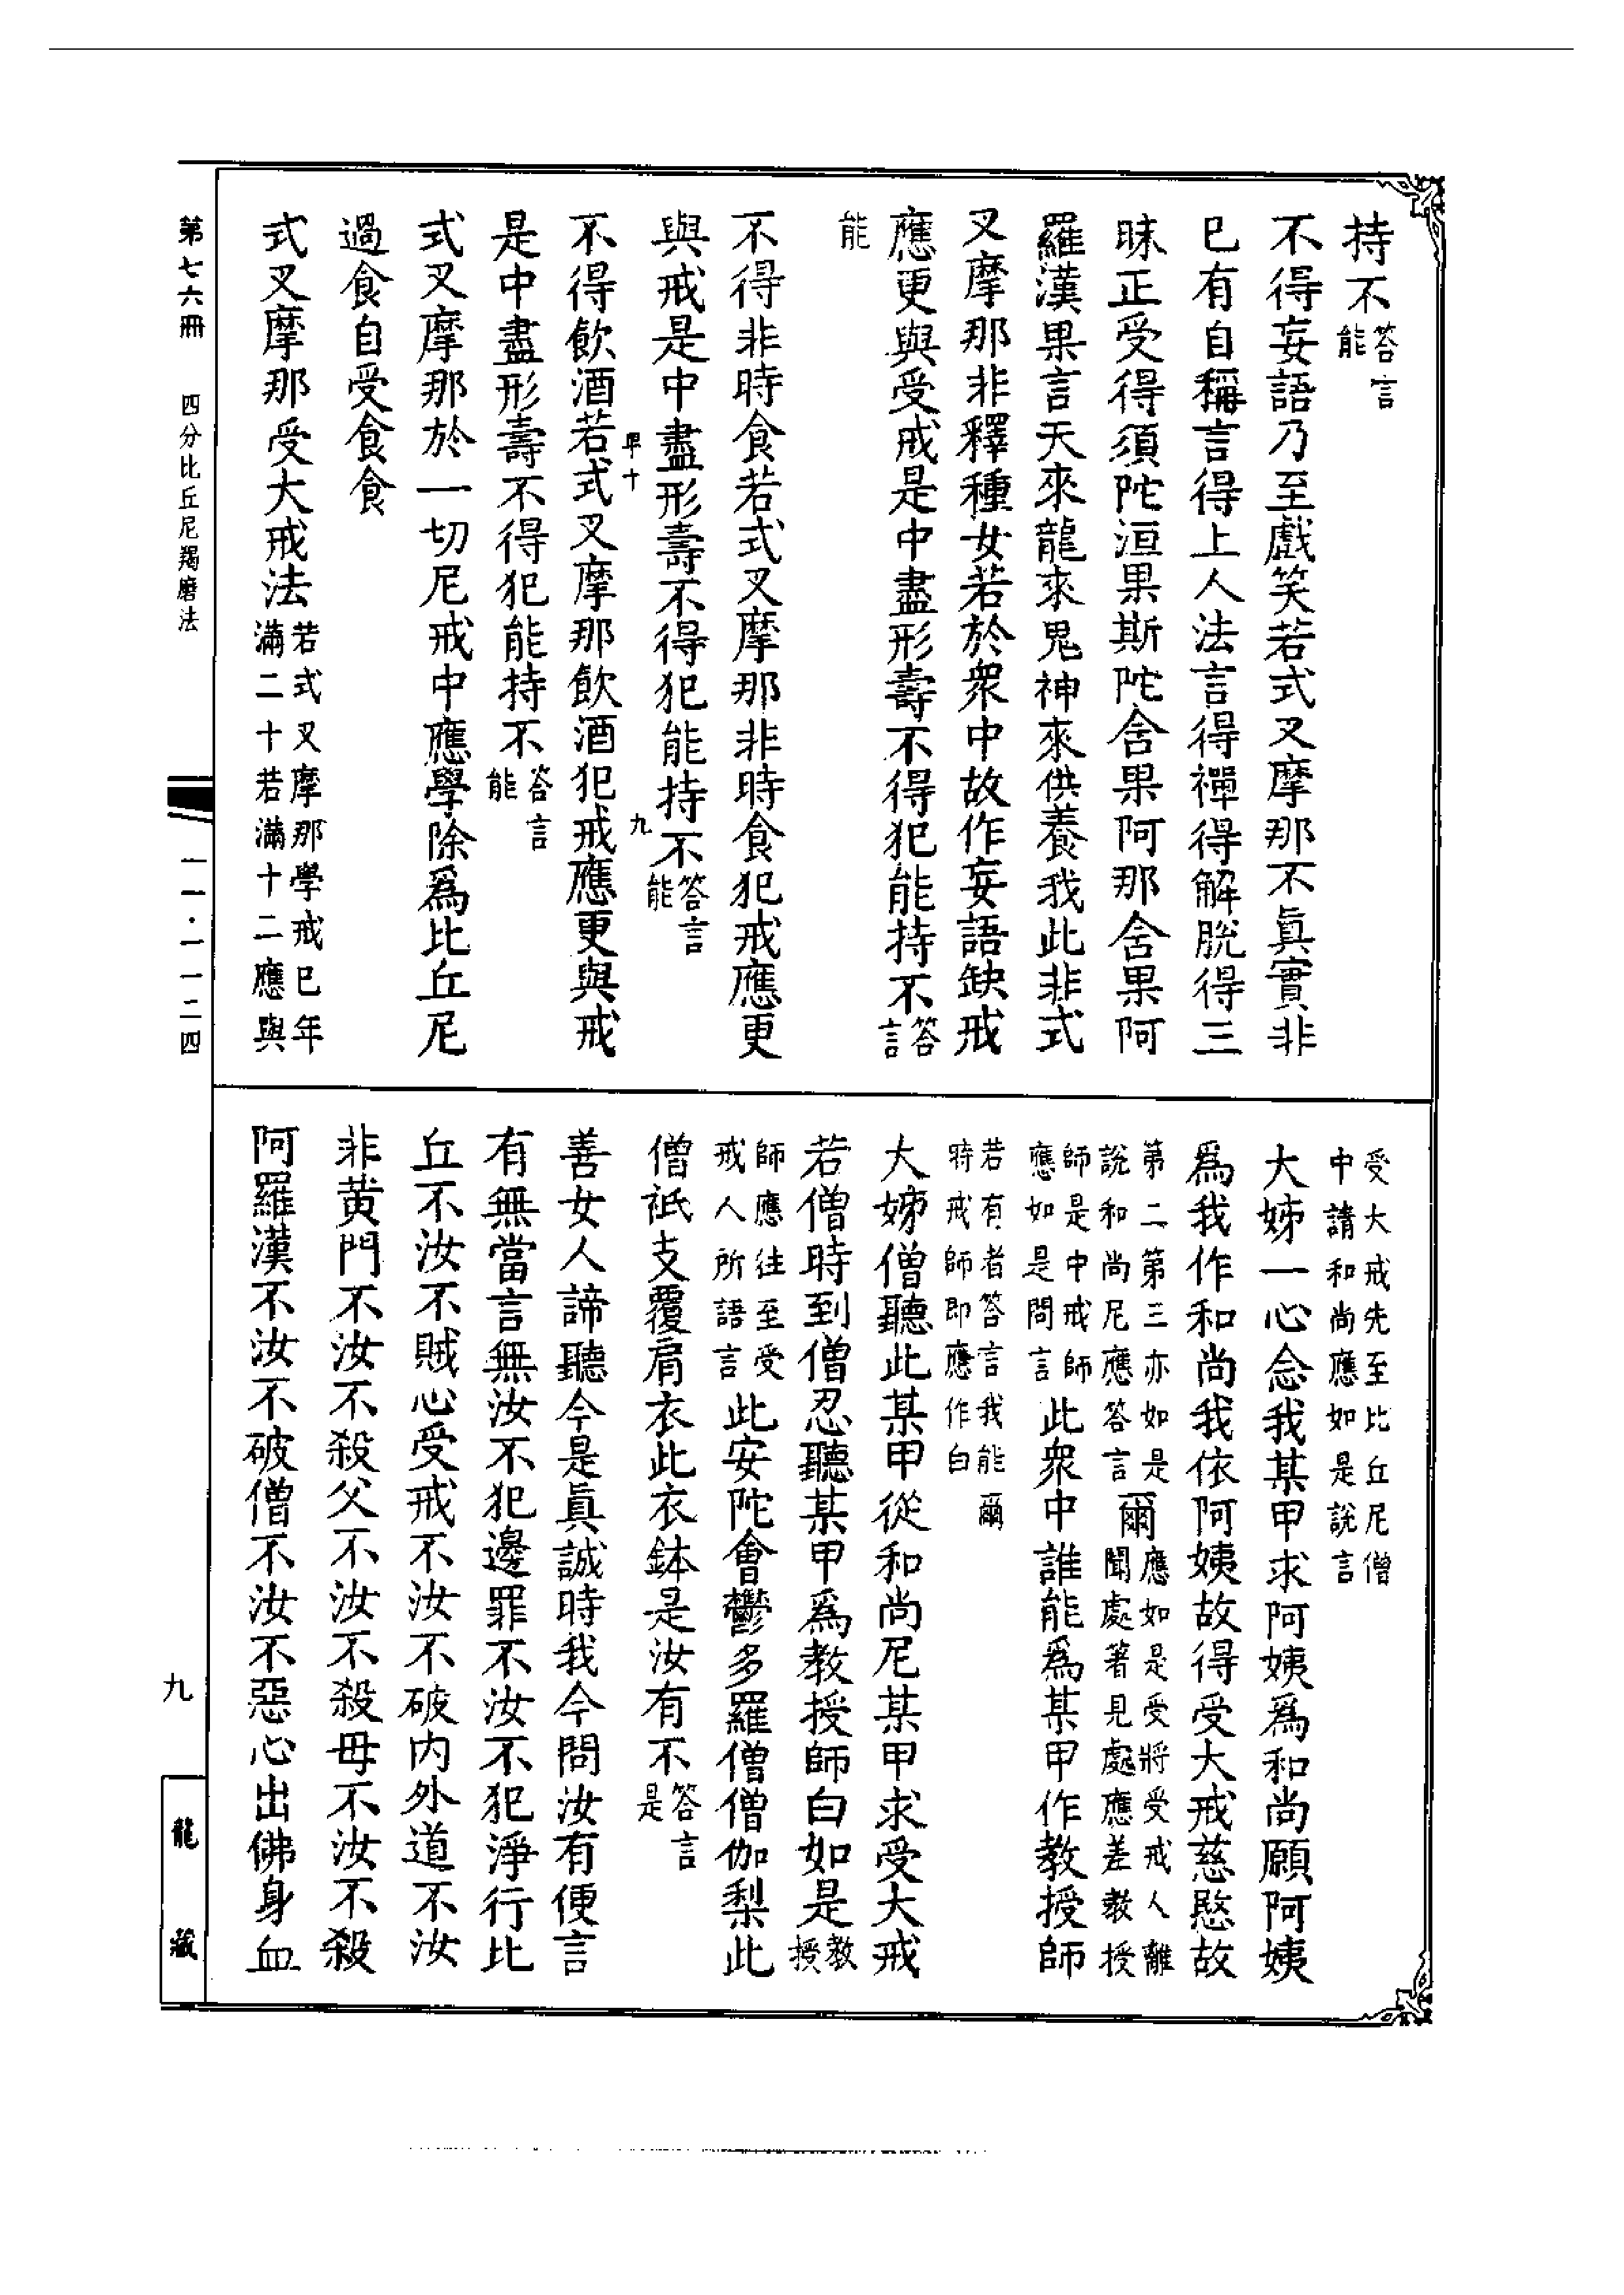 持不答言能
不得妄語乃至戲笑若式叉摩那不眞實非
已有自稱言得上人法言得禪得解脫得三
昧正受得須陀洹果斯陀舍果阿那舍果阿
羅漢果言天來龍來鬼神來供養我此非式
叉摩那非釋種女若於衆中故作妄語缺戒
應更與受戒是中盡形壽不得犯能持不答言
能
不得非時食若式叉摩那非時食犯戒應更
與戒是中盡形壽不得犯能持不答言能
早十
九
不得飲酒若式叉摩那飲酒犯戒應更與戒
是中盡形壽不得犯能持不答言能
式叉摩那於一切尼戒中應學除爲比丘尼
過食自受食食
式叉摩那受大戒法若式叉摩那學戒已年滿二十若滿十二應與
第七六冊 四分比丘尼羯磨法
一一·一一二四
受大戒先至比丘尼僧中請和尚應如是說言
大姊一心念我某甲求阿姨爲和尚願阿姨
爲我作和尚我依阿姨故得受大戒慈愍故
第二第三亦如是說和尚尼應答言爾應如是受將受戒人離聞處著見處應差教授
師是中戒師應如是問言此衆中誰能爲某甲作教授師
若有者答言我能爾時戒師即應作白
大姊僧聽此某甲從和尚尼某甲求受大戒
若僧時到僧忍聽某甲爲教授師白如是教授
師應往至受戒人所語言此安陀會鬱多羅僧僧伽梨此
僧祇支覆肩衣此衣鉢是汝有不答言是
善女人諦聽今是眞誠時我今問汝有便言
有無當言無汝不犯邊罪不汝不犯淨行比
丘不汝不賊心受戒不汝不破內外道不汝
非黃門不汝不殺父不汝不殺母不汝不殺
阿羅漢不汝不破僧不汝不惡心出佛身血
九
龍藏